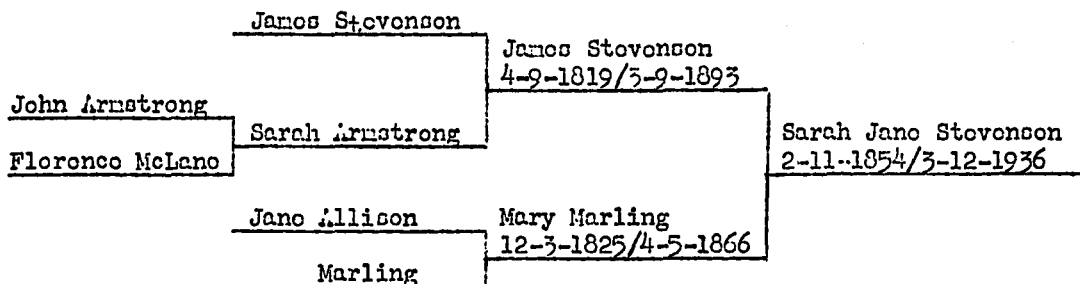 James Stevenson
James Stevenson
4-9-1819/3-9-1893
John Armstrong
Sarah Armstrong
Sarah Jane Stevenson
2-11-1854/3-12-1936
Florence McLane
Jane Allison
Mary Marling
12-3-1825/4-5-1866
Marling